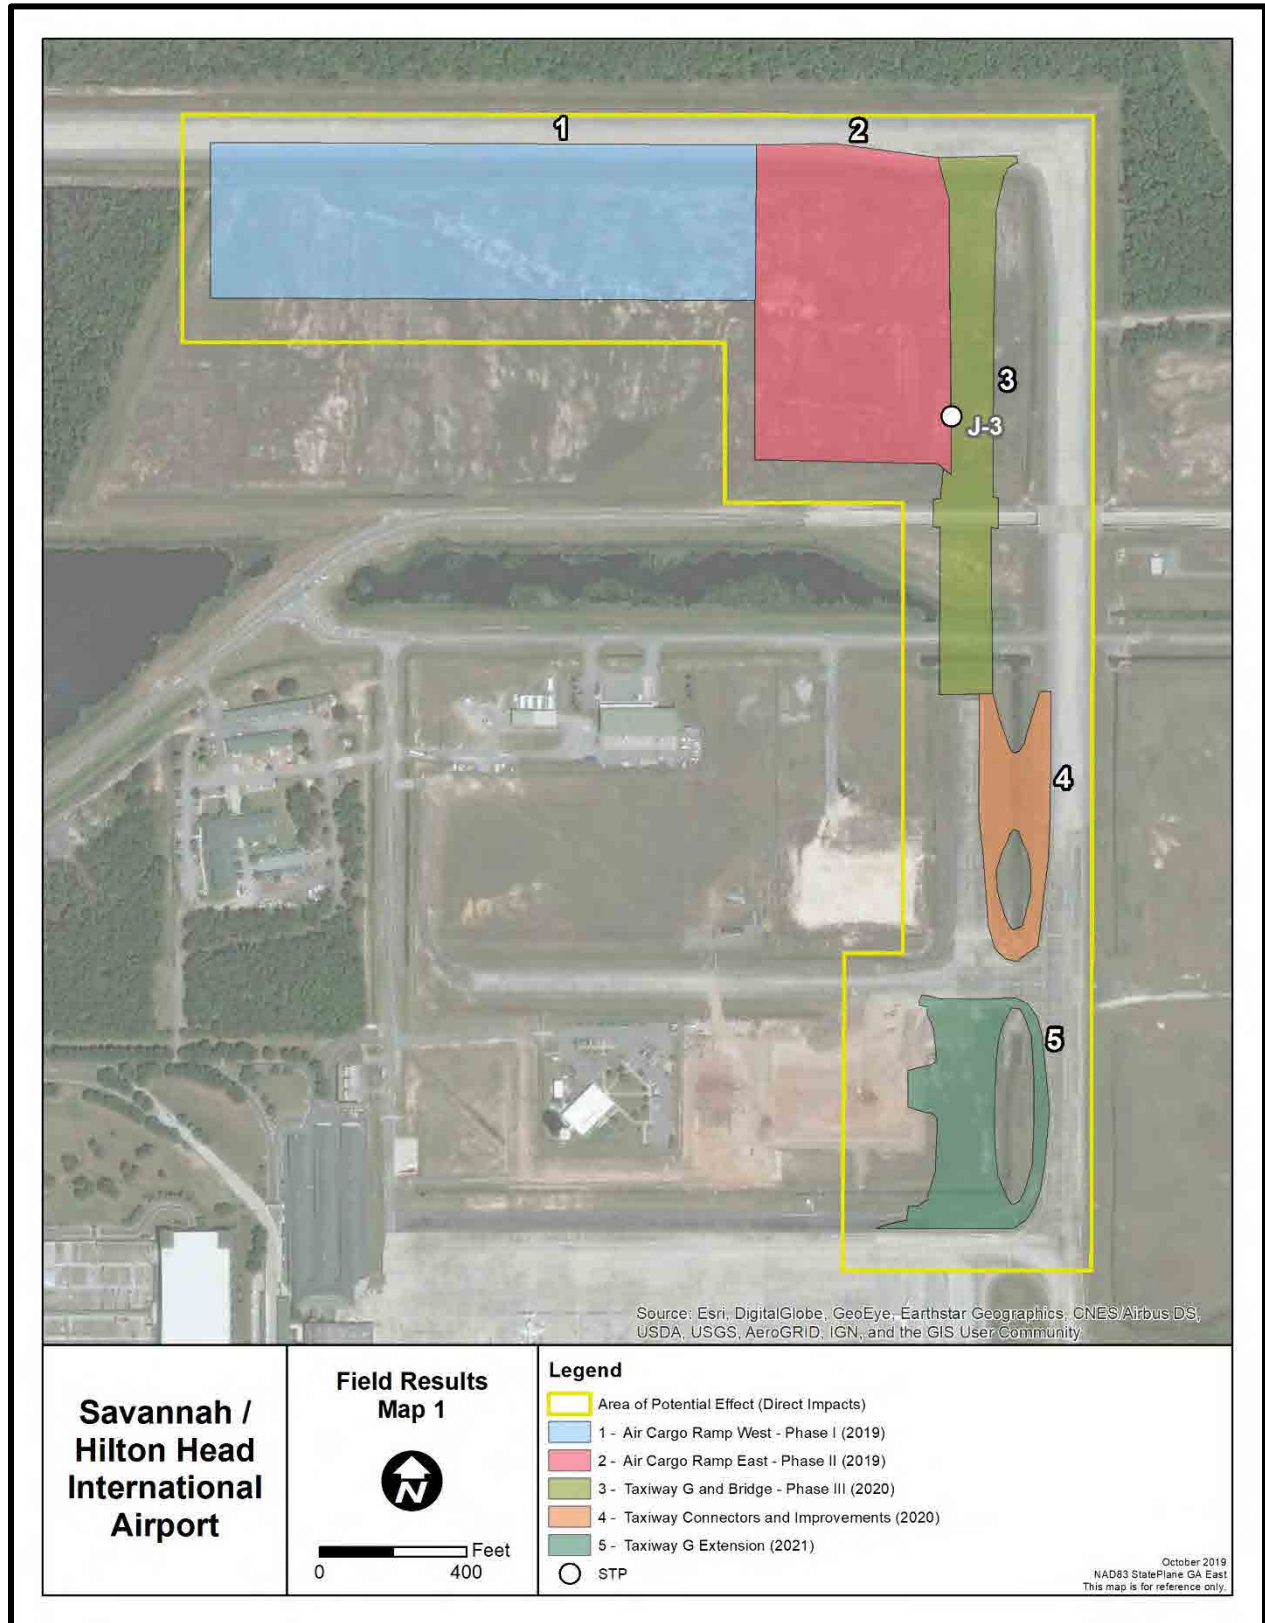 1
2
3
J-3
4
5
Source: Esri, DigitalGlobe, GeoEye, Earthstar Geographics, CNES/Airbus DS,
USDA, USGS, AeroGRID, IGN, and the GIS User Community
Savannah /
Hilton Head
International
Airport
Field Results
Map 1
N
Feet
0 400
Legend
Area of Potential Effect (Direct Impacts)
1 - Air Cargo Ramp West - Phase I (2019)
2 - Air Cargo Ramp East - Phase II (2019)
3 - Taxiway G and Bridge - Phase III (2020)
4 - Taxiway Connectors and Improvements (2020)
5 - Taxiway G Extension (2021)
STP
October 2019
NAD83 StatePlane GA East
This map is for reference only.